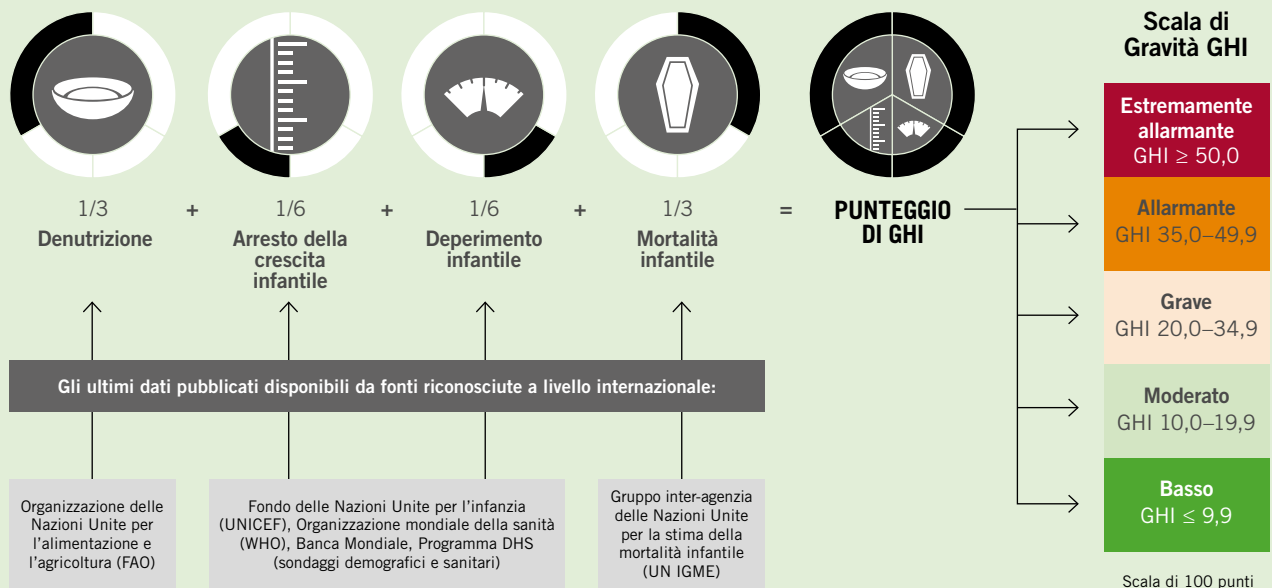 1/3
+
1/6
+
1/6
+
1/3
=
PUNTEGGIO
DI GHI
Denutrizione
Arresto della
crescita
infantile
Deperimento
infantile
Mortalità
infantile
Gli ultimi dati pubblicati disponibili da fonti riconosciute a livello internazionale:
Organizzazione delle
Nazioni Unite per
l'alimentazione e
l'agricoltura (FAO)
Fondo delle Nazioni Unite per l'infanzia
(UNICEF), Organizzazione mondiale della sanità
(WHO), Banca Mondiale, Programma DHS
(sondaggi demografici e sanitari)
Gruppo inter-agenzia
delle Nazioni Unite
per la stima della
mortalità infantile
(UN IGME)
Scala di
Gravità GHI
Estremamente
allarmante
GHI ≥ 50,0
Allarmante
GHI 35,0–49,9
Grave
GHI 20,0–34,9
Moderato
GHI 10,0–19,9
Basso
GHI ≤ 9,9
Scala di 100 punti